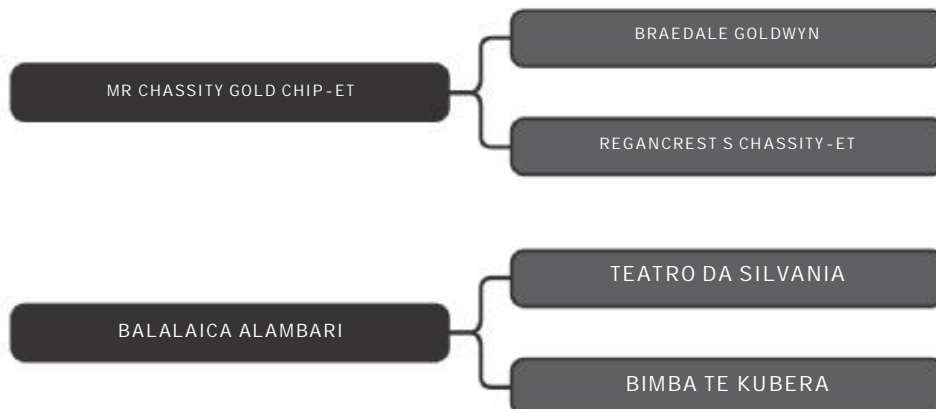 BRAEDALE GOLDWYN
MR CHASSITY GOLD CHIP-ET
REGANCREST S CHASSITY-ET
TEATRO DA SILVANIA
BALALAICA ALAMBARI
BIMBA TE KUBERA